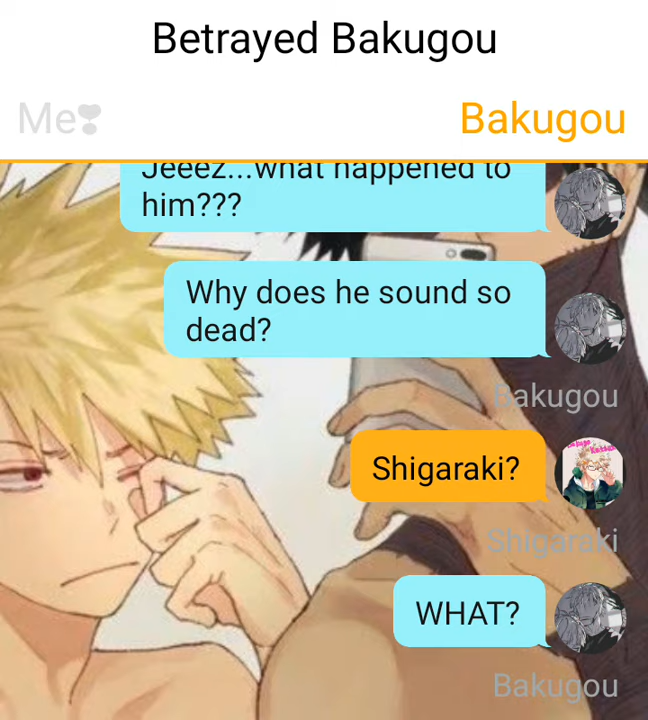 Betrayed Bakugou
Me❣
Bakugou
Jeeez...what happened to
him???
Why does he sound so
dead?
Bakugou
Shigaraki?
Shigaraki
WHAT?
Bakugou